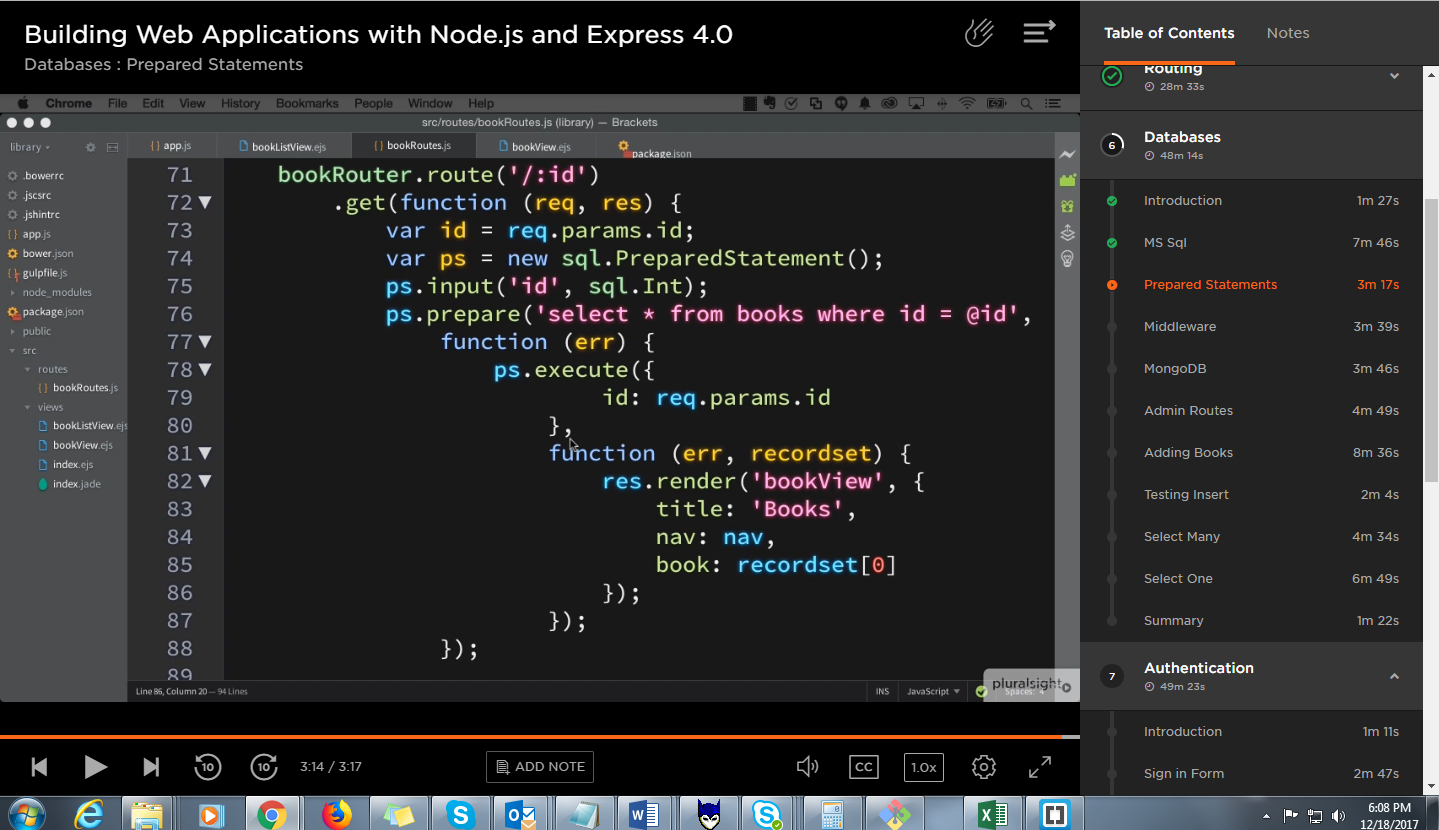 Building Web Applications with Node.js and Express 4.0
Databases : Prepared Statements
Table of Contents
Notes
Chrome File Edit View History Bookmarks People Window Help
src/routes/bookRoutes.js (library) — Brackets
library
app.js
bookListView.ejs
bookRoutes.js
bookView.ejs
package.json
.bowerrc
.jscsrc
.jshintrc
app.js
bower.json
gulpfile.js
node_modules
package.json
public
src
routes
bookRoutes.js
views
bookListView.ejs
bookView.ejs
index.ejs
index.jade
71 bookRouter.route('/:id')
72 .get(function (req, res) {
73 var id = req.params.id;
74 var ps = new sql.PreparedStatement();
75 ps.input('id', sql.Int);
76 ps.prepare('select * from books where id = @id',
77 function (err) {
78 ps.execute({
79 id: req.params.id
80 },
81 function (err, recordset) {
82 res.render('bookView', {
83 title: 'Books',
84 nav: nav,
85 book: recordset[0]
86 });
87 });
88 });
89
Line 86, Column 20 — 94 Lines
INS
JavaScript
Spaces: 4
pluralsight
3:14 / 3:17
10
10
ADD NOTE
CC
1.0x
Routing
28m 33s
6
Databases
48m 14s
Introduction 1m 27s
MS Sql 7m 46s
Prepared Statements 3m 17s
Middleware 3m 39s
MongoDB 3m 46s
Admin Routes 4m 49s
Adding Books 8m 36s
Testing Insert 2m 4s
Select Many 4m 34s
Select One 6m 49s
Summary 1m 22s
7
Authentication
49m 23s
Introduction 1m 11s
Sign in Form 2m 47s
6:08 PM
12/18/2017